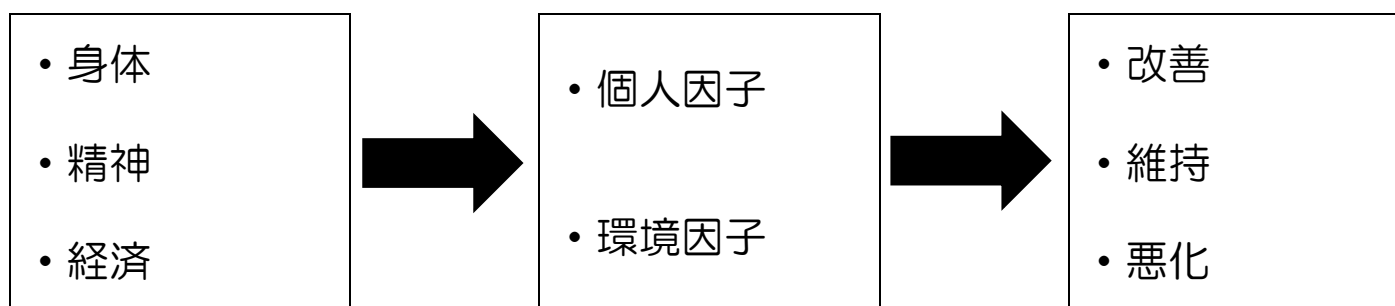 • 身体
• 精神
• 経済
• 個人因子
• 環境因子
• 改善
• 維持
• 悪化